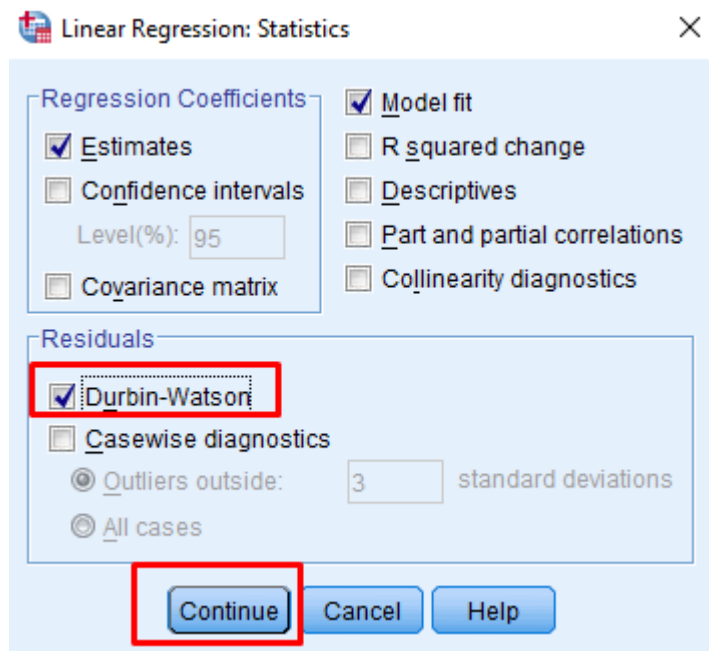 Linear Regression: Statistics
Regression Coefficients
Estimates
Confidence intervals
Level(%): 95
Covariance matrix
Model fit
R squared change
Descriptives
Part and partial correlations
Collinearity diagnostics
Residuals
Durbin-Watson
Casewise diagnostics
Outliers outside: 3 standard deviations
All cases
Continue Cancel Help